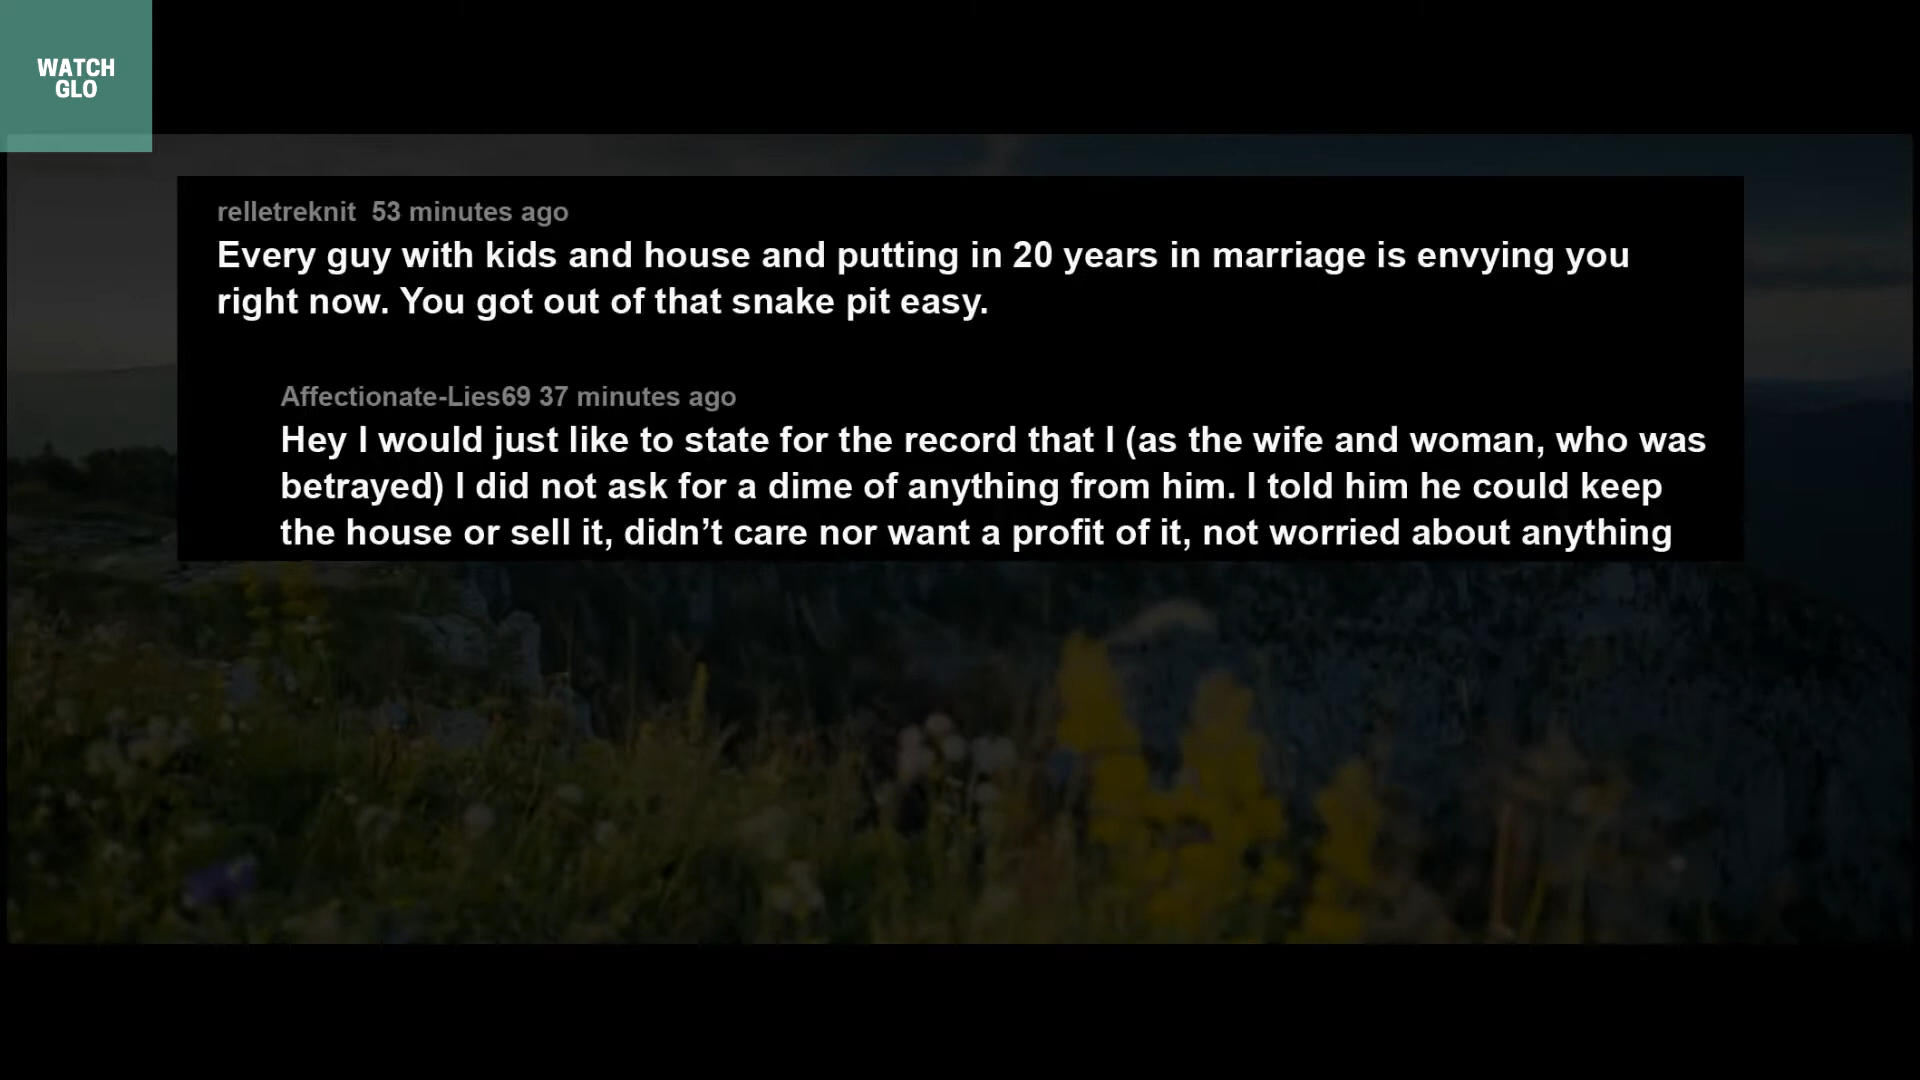 WATCH
GLO
relletreknit 53 minutes ago
Every guy with kids and house and putting in 20 years in marriage is envying you
right now. You got out of that snake pit easy.
Affectionate-Lies69 37 minutes ago
Hey I would just like to state for the record that I (as the wife and woman, who was
betrayed) I did not ask for a dime of anything from him. I told him he could keep
the house or sell it, didn’t care nor want a profit of it, not worried about anything